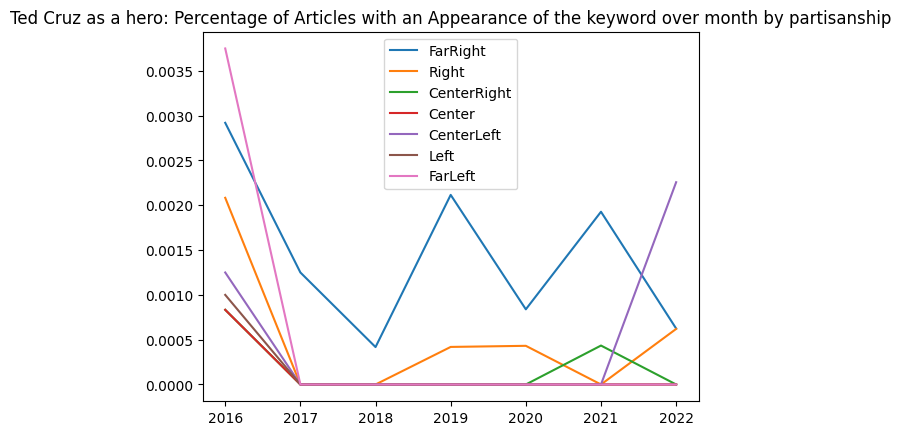 Ted Cruz as a hero: Percentage of Articles with an Appearance of the keyword over month by partisanship
FarRight
Right
CenterRight
Center
CenterLeft
Left
FarLeft
0.0035
0.0030
0.0025
0.0020
0.0015
0.0010
0.0005
0.0000
2016 2017 2018 2019 2020 2021 2022